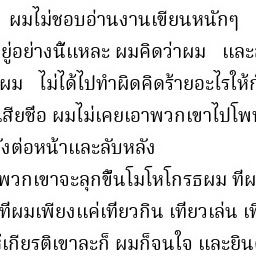 ผมไม่ชอบอ่านงานเขียนหนักๆ
อยู่อย่างนั้แหละ ผมคิดว่าผม
ผม ไม่ได้ไปทำผิดคิดร้ายอะไรให้
เสียชือ ผมไม่เคยเอาพวกเขาไป
ต่อหน้าและลับหลัง
พวกเขาจะลุกขึ้นโมโหโกรธผม ทีผ
ทีผมเพียงแค่เทียวกิน เทียวเล่น
เกียรติเขาละก็ ผมก็จนใจ และยิน